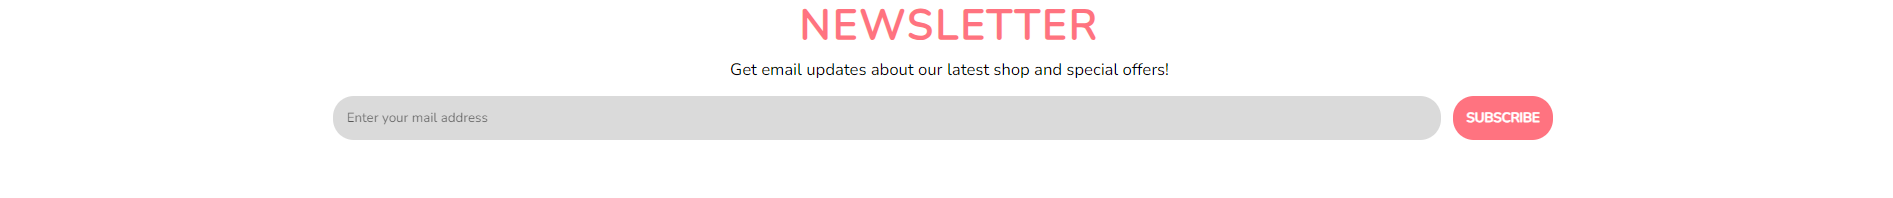 NEWSLETTER
Get email updates about our latest shop and special offers!
Enter your mail address
SUBSCRIBE